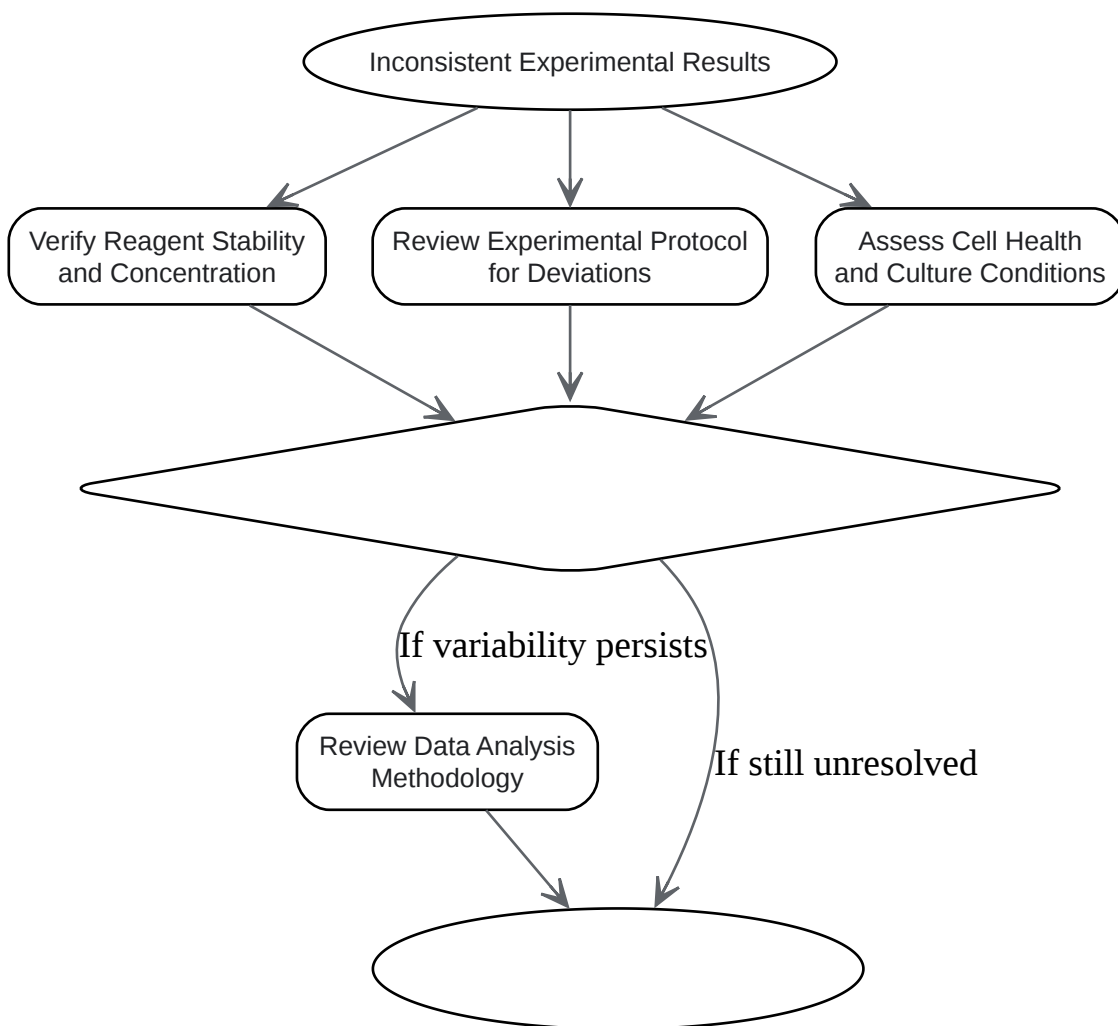 Inconsistent Experimental Results
Verify Reagent Stability
and Concentration
Review Experimental Protocol
for Deviations
Assess Cell Health
and Culture Conditions
If variability persists
Review Data Analysis
Methodology
If still unresolved